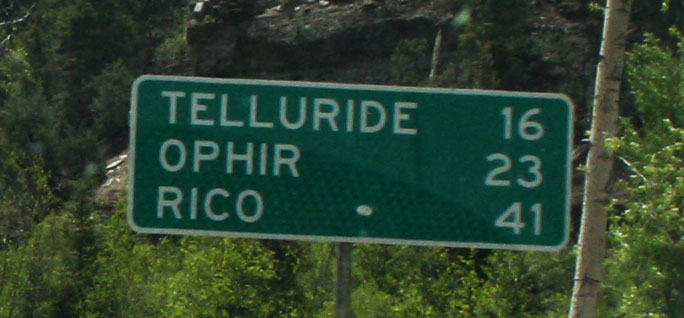 TELLURIDE 16
OPHIR 23
RICO 41